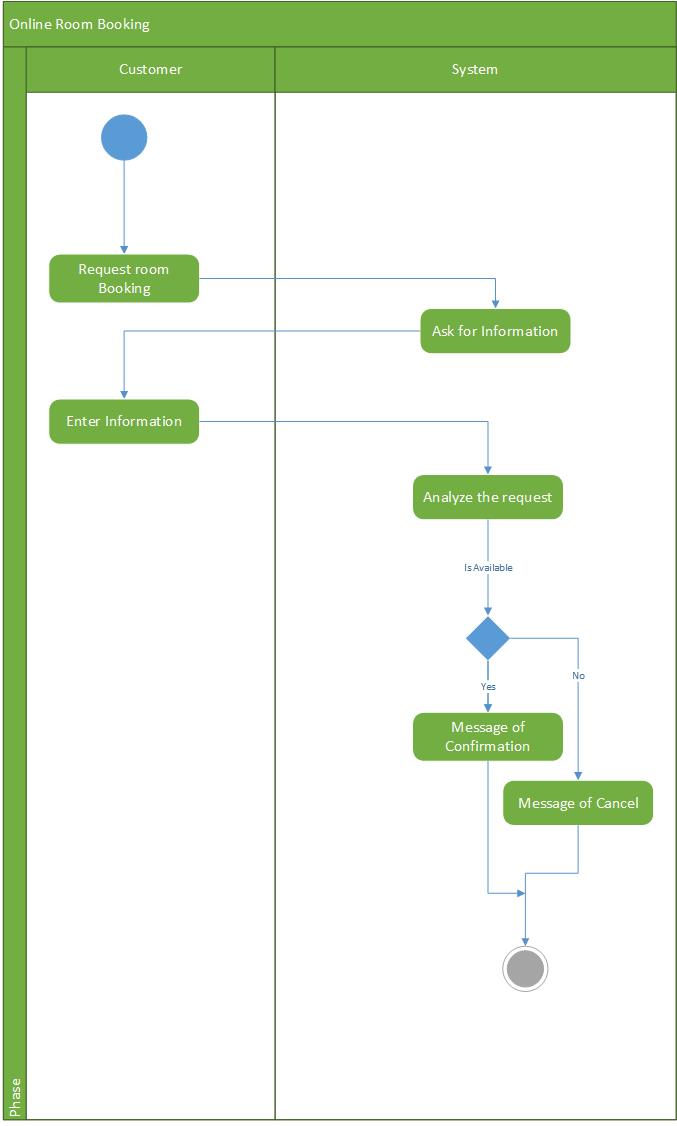 Online Room Booking
Customer
System
Request room
Booking
Ask for Information
Enter Information
Analyze the request
Is Available
Yes
No
Message of
Confirmation
Message of Cancel
Phase